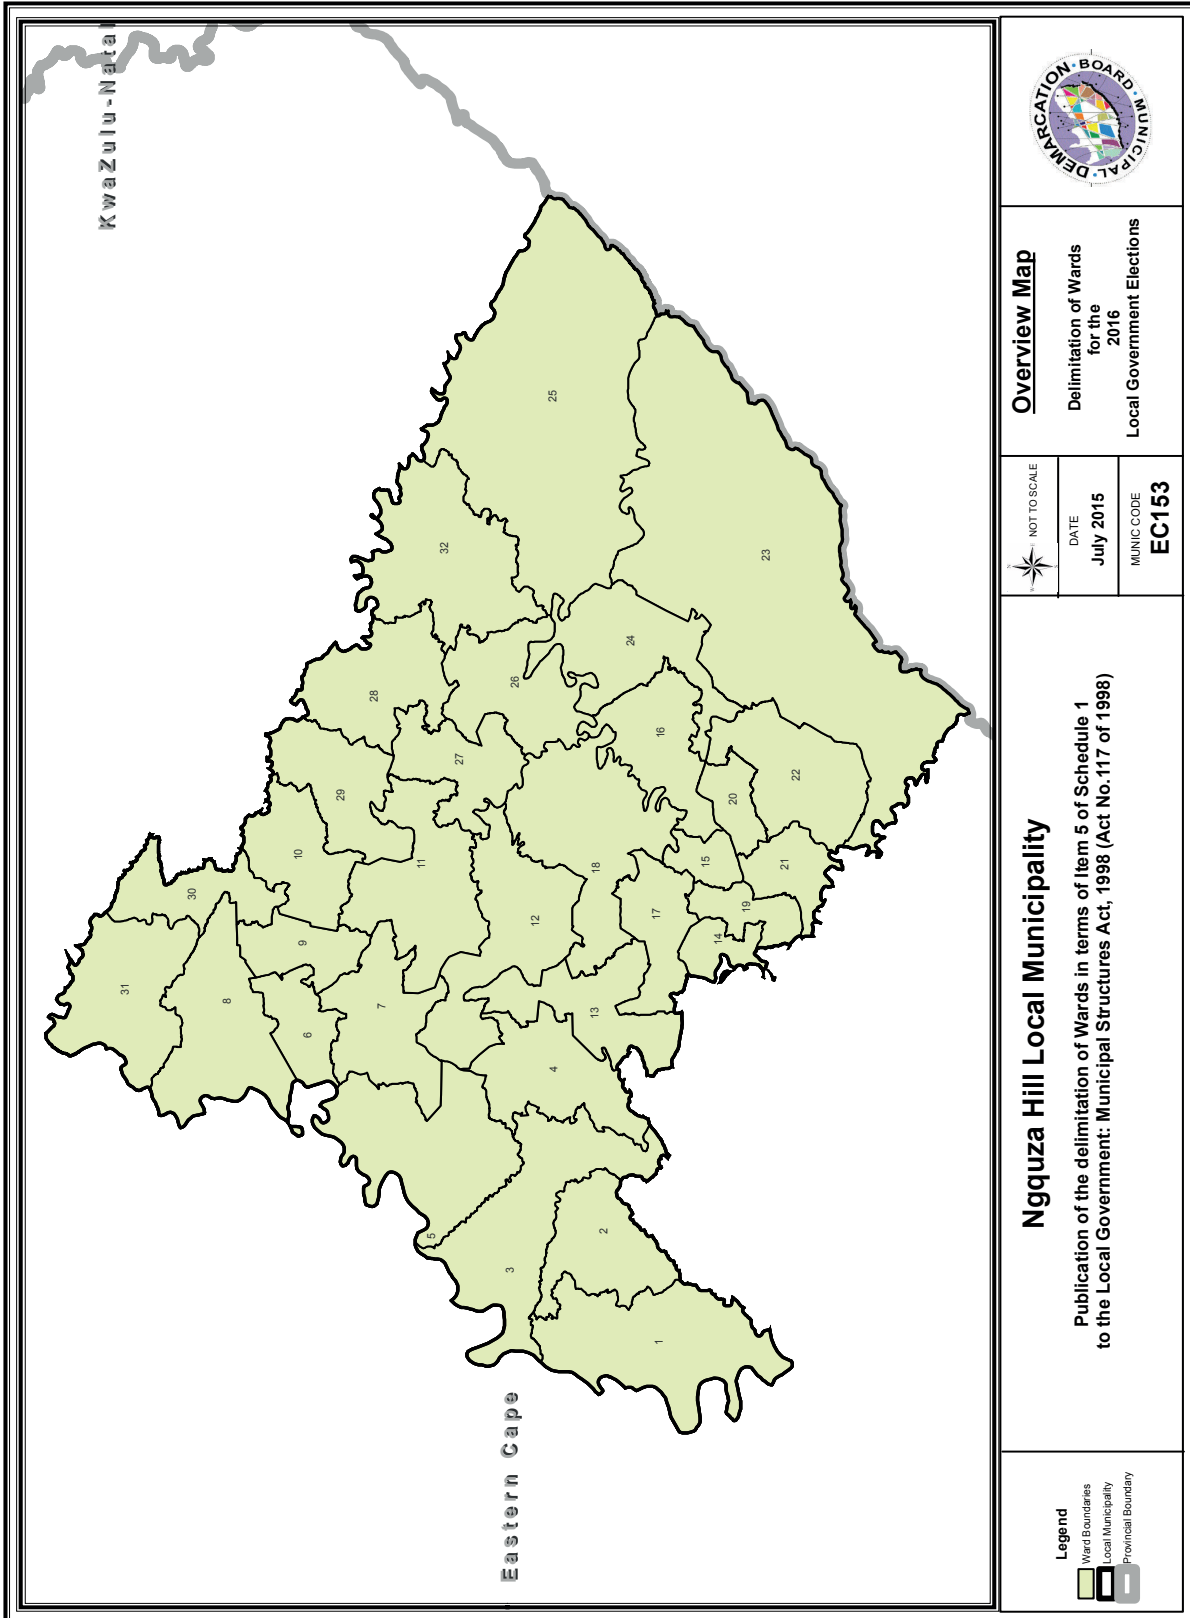 KwaZulu-Natal
Eastern Cape
31
30
8
10
29
28
32
25
9
6
7
11
27
26
24
23
5
4
12
18
16
13
17
15
20
22
14
19
21
3
2
1
Legend
Ward Boundaries
Local Municipality
Provincial Boundary
Ngquza Hill Local Municipality
Publication of the delimitation of Wards in terms of Item 5 of Schedule 1
to the Local Government: Municipal Structures Act, 1998 (Act No.117 of 1998)
NOT TO SCALE
DATE
July 2015
MUNIC CODE
EC153
Overview Map
Delimitation of Wards
for the
2016
Local Government Elections
MUNICIPAL · DEMARCATION · BOARD ·